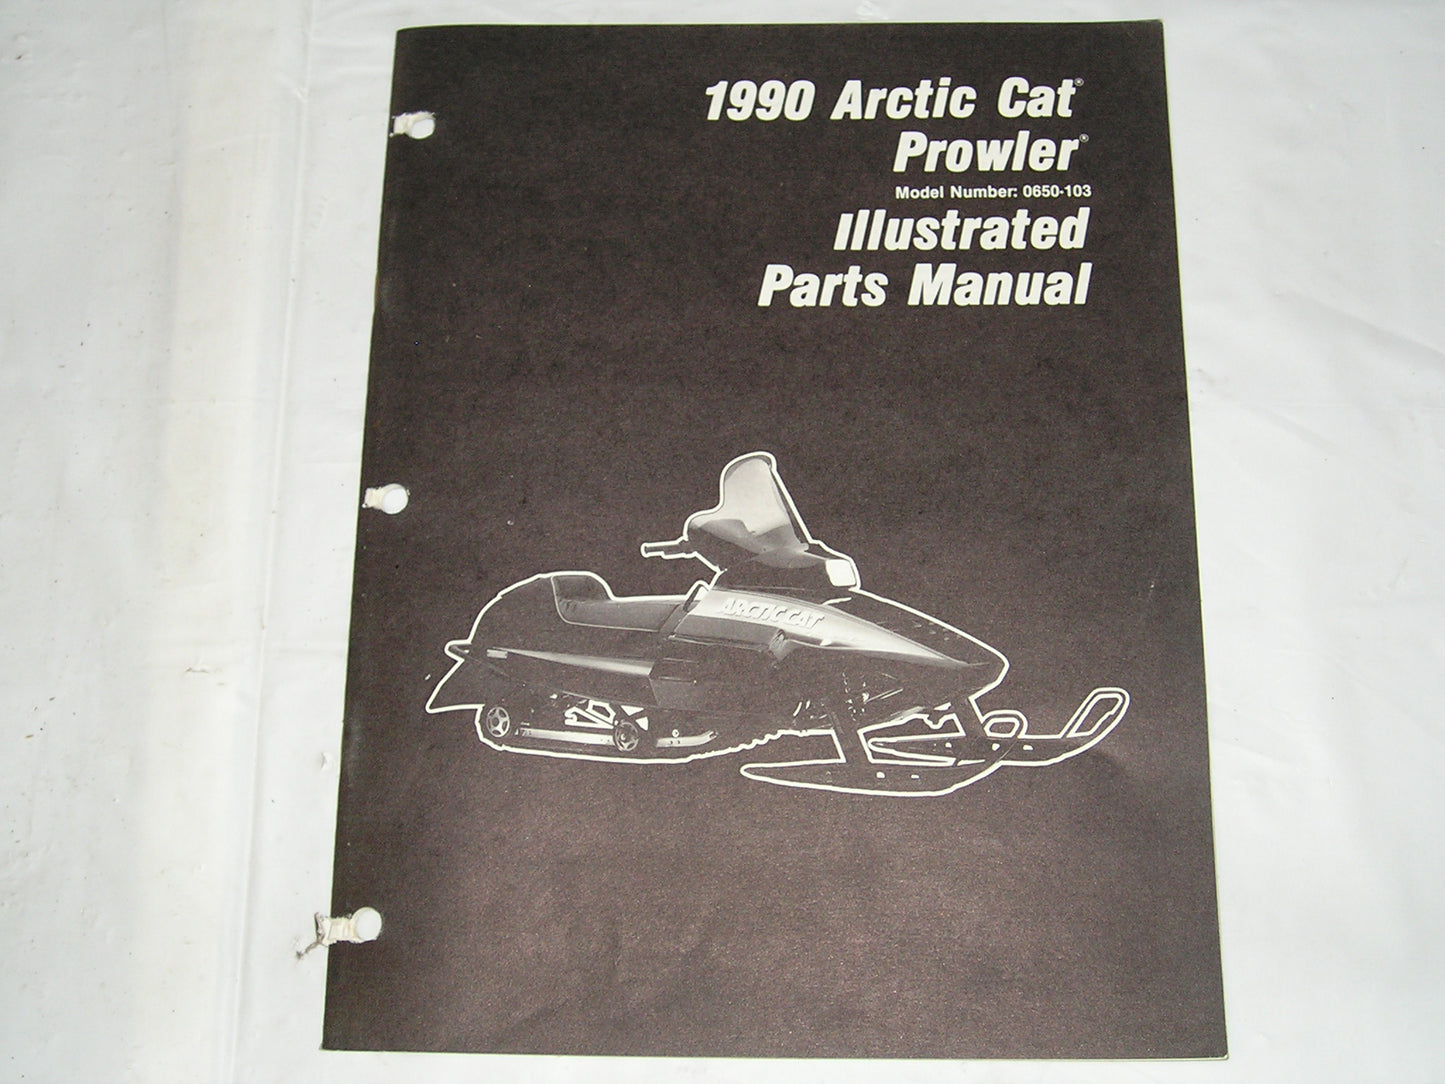 1990 Arctic Cat®
Prowler®
Model Number: 0650-103
Illustrated
Parts Manual
ARCTIC CAT